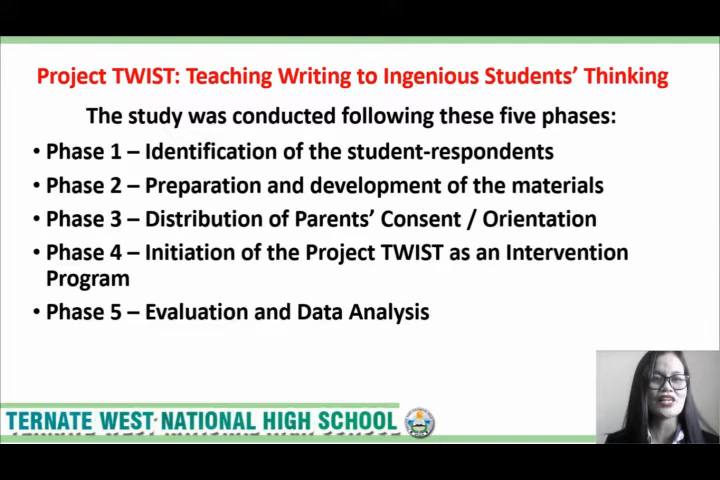 Project TWIST: Teaching Writing to Ingenious Students' Thinking
The study was conducted following these five phases:
• Phase 1 – Identification of the student-respondents
• Phase 2 – Preparation and development of the materials
• Phase 3 – Distribution of Parents' Consent / Orientation
• Phase 4 – Initiation of the Project TWIST as an Intervention
Program
• Phase 5 – Evaluation and Data Analysis
TERNATE WEST NATIONAL HIGH SCHOOL